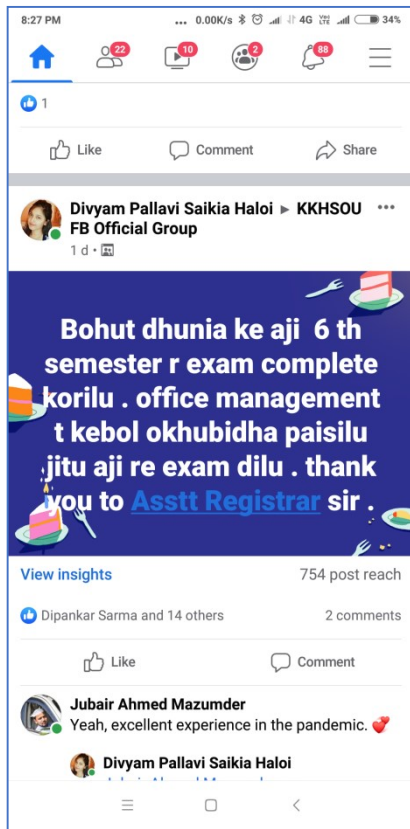 8:27 PM ... 0.00K/s 4G VoI LTE 34%
22 10 2 88
1
Like Comment Share
Divyam Pallavi Saikia Haloi ▸ KKHSOU ...
FB Official Group
1 d ·
Bohut dhunia ke aji 6 th
semester r exam complete
korilu . office management
t kebol okhubidha paisilu
jitu aji re exam dilu . thank
you to Asstt Registrar sir .
View insights 754 post reach
Dipankar Sarma and 14 others 2 comments
Like Comment
Jubair Ahmed Mazumder
Yeah, excellent experience in the pandemic. 💕
Divyam Pallavi Saikia Haloi